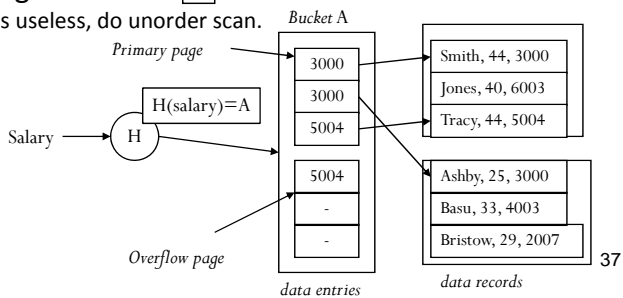 s useless, do unorder scan.
Bucket A
Primary page
3000
3000
5004
Smith, 44, 3000
Jones, 40, 6003
Tracy, 44, 5004
H(salary)=A
Salary
H
5004
-
-
Ashby, 25, 3000
Basu, 33, 4003
Bristow, 29, 2007
Overflow page
data entries
data records
37